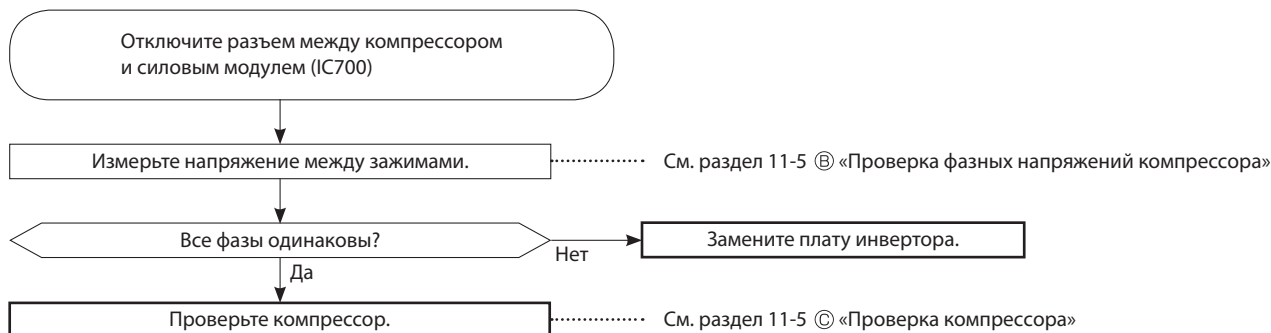 Отключите разъем между компрессором
и силовым модулем (IC700)
Измерьте напряжение между зажимами.
См. раздел 11-5 Ⓑ «Проверка фазных напряжений компрессора»
Все фазы одинаковы?
Нет
Замените плату инвертора.
Да
Проверьте компрессор.
См. раздел 11-5 Ⓒ «Проверка компрессора»